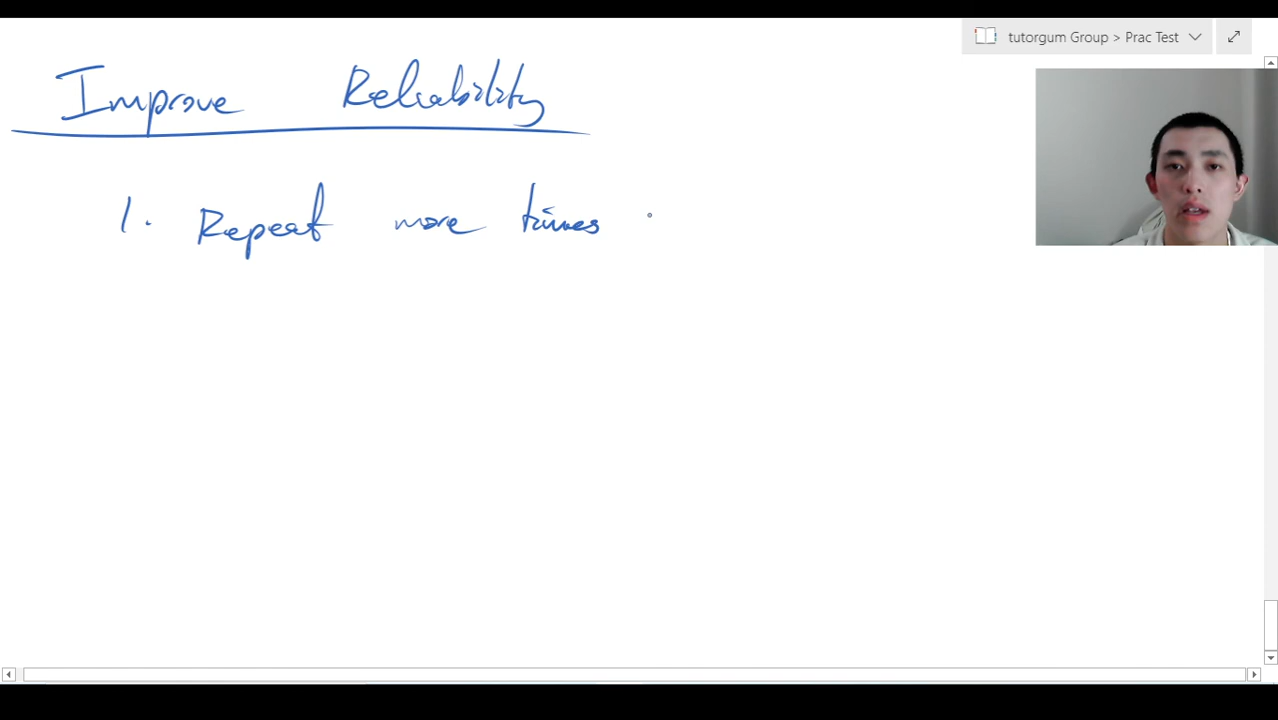 tutorgum Group > Prac Test
Improve Reliability
1. Repeat more times